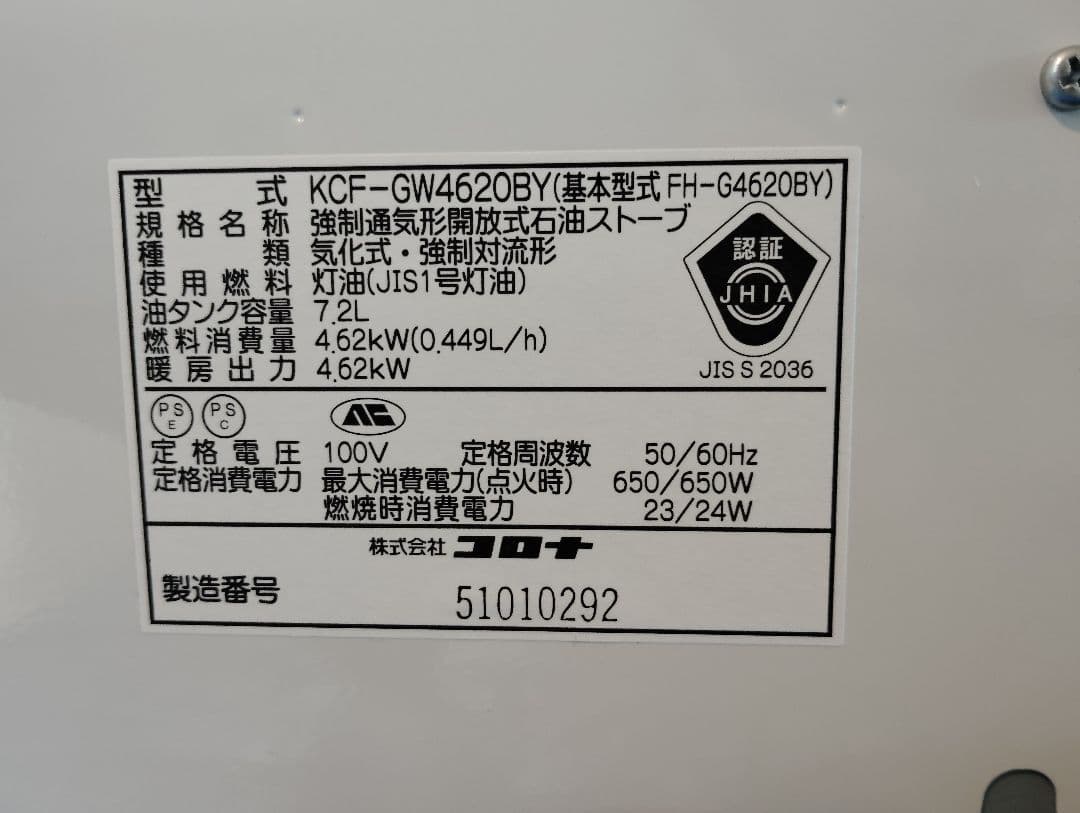 型式 KCF-GW4620BY(基本型式 FH-G4620BY)
規格名称 強制通気形開放式石油ストーブ
種類 気化式・強制対流形
使用燃料 灯油(JIS1号灯油)
油タンク容量 7.2L
燃料消費量 4.62kW(0.449L/h)
暖房出力 4.62kW
認証
JHIA
JIS S 2036
PS E PS C
定格電圧 100V 定格周波数 50/60Hz
定格消費電力 最大消費電力(点火時) 650/650W
燃焼時消費電力 23/24W
株式会社 コロナ
製造番号 51010292